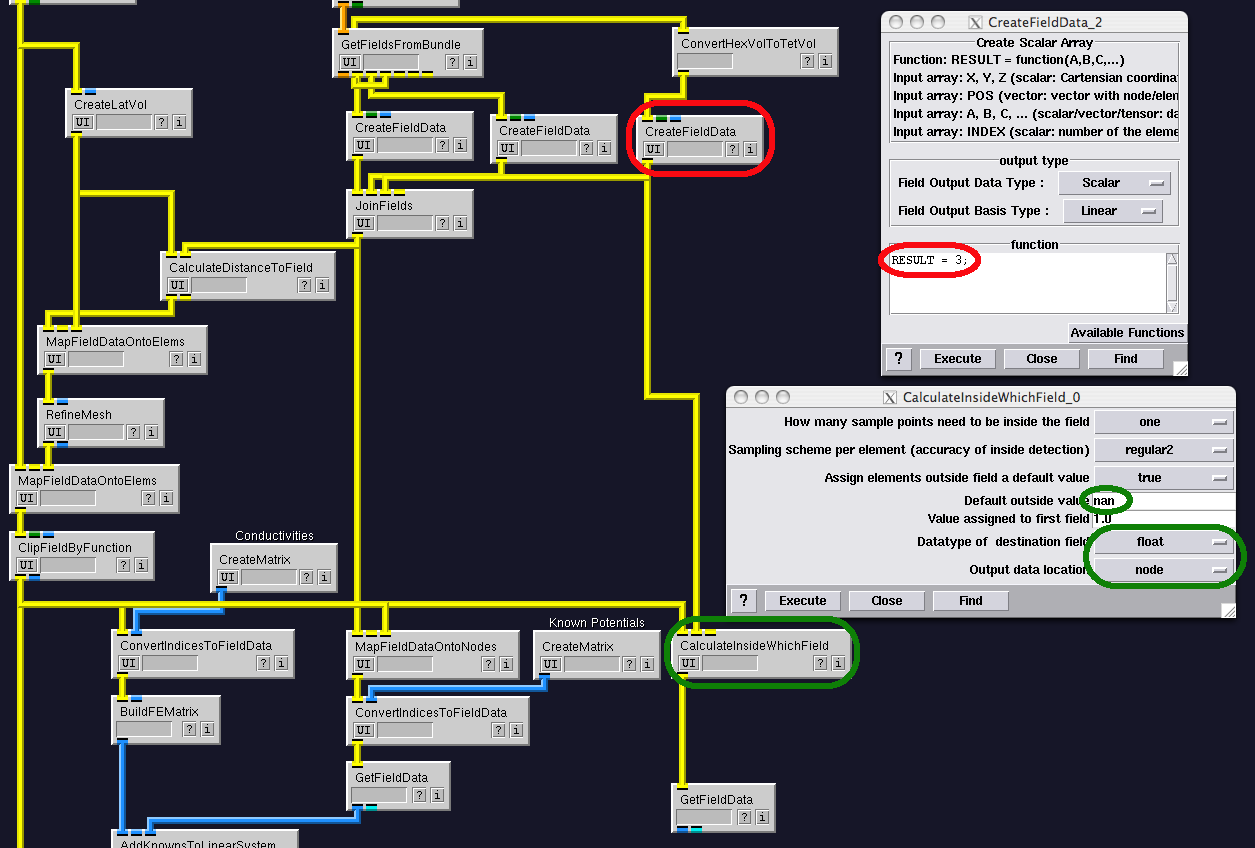 GetFieldsFromBundle
UI ? i
ConvertHexVolToTetVol
? i
CreateLatVol
UI ? i
CreateFieldData
UI ? i
CreateFieldData
UI ? i
CreateFieldData
UI ? i
JoinFields
UI ? i
CalculateDistanceToField
UI ? i
MapFieldDataOntoElems
UI ? i
RefineMesh
UI ? i
MapFieldDataOntoElems
UI ? i
ClipFieldByFunction
UI ? i
Conductivities
CreateMatrix
UI ? i
ConvertIndicesToFieldData
UI ? i
MapFieldDataOntoNodes
UI ? i
Known Potentials
CreateMatrix
UI ? i
CalculateInsideWhichField
UI ? i
BuildFEMatrix
? i
ConvertIndicesToFieldData
UI ? i
GetFieldData
? i
GetFieldData
? i
AddKnownsToLinearSystem
X CreateFieldData_2
Create Scalar Array
Function: RESULT = function(A,B,C,...)
Input array: X, Y, Z (scalar: Cartensian coordina
Input array: POS (vector: vector with node/elen
Input array: A, B, C, ... (scalar/vector/tensor: da
Input array: INDEX (scalar: number of the eleme
output type
Field Output Data Type : Scalar
Field Output Basis Type : Linear
function
RESULT = 3;
Available Functions
? Execute Close Find
X CalculateInsideWhichField_0
How many sample points need to be inside the field one
Sampling scheme per element (accuracy of inside detection) regular2
Assign elements outside field a default value true
Default outside value nan
Value assigned to first field 1.0
Datatype of destination field float
Output data location node
? Execute Close Find